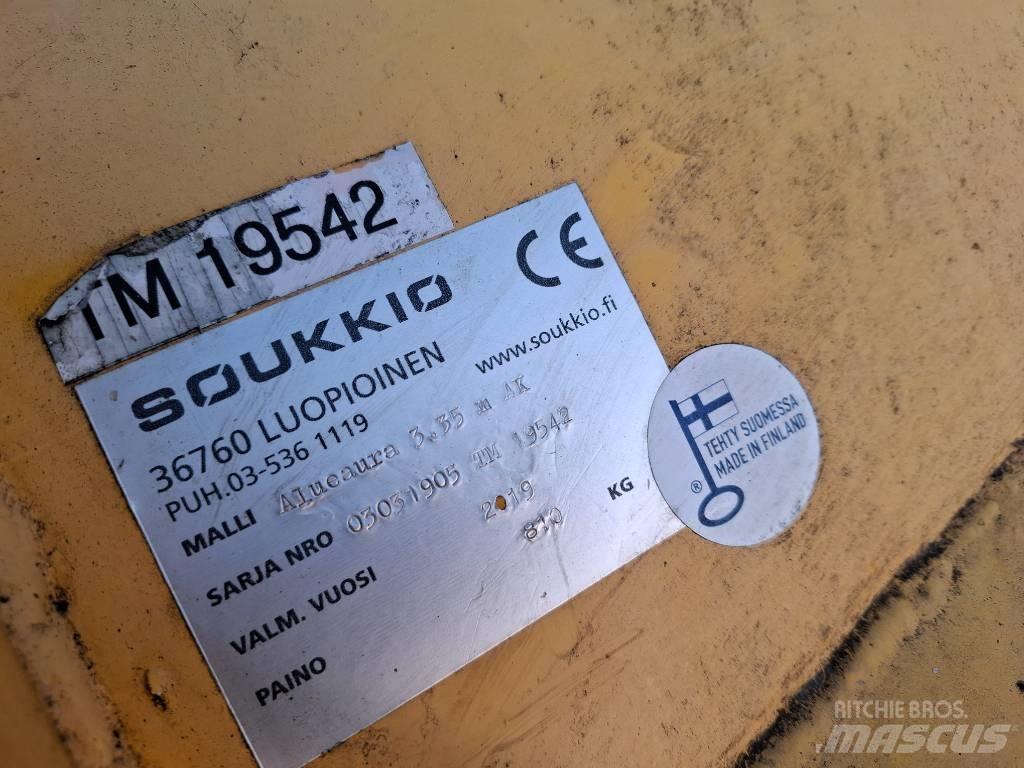 TM 19542
SOUKKIO CE
36760 LUOPIOINEN www.soukkio.fi
PUH.03-536 1119
MALLI Alueaura 3.35 m AK
SARJA NRO 03031905 TM 19542
VALM. VUOSI 2019
PAINO 810 KG
TEHTY SUOMESSA
MADE IN FINLAND
®
RITCHIE BROS.
MASCUS